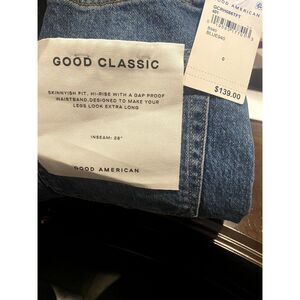 GOOD CLASSIC
SKINNYISH FIT, HI-RISE WITH A GAP PROOF
WAISTBAND,DESIGNED TO MAKE YOUR
LEGS LOOK EXTRA LONG
INSEAM: 28"
GOOD AMERICAN
GOOD AMERICAN
BLUE940
0
$139.00